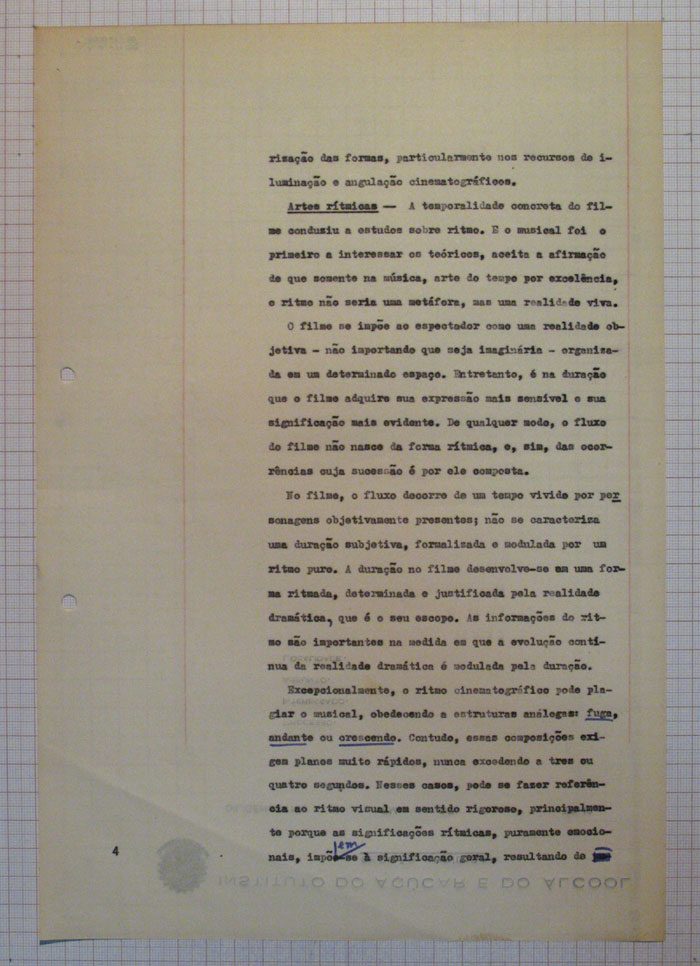 rização das formas, particularmente nos recursos de i-
luminação e angulação cinematográficos.
Artes rítmicas — A temporalidade concreta do fil-
me conduziu a estudos sobre ritmo. E o musical foi o
primeiro a interessar os teóricos, aceita a afirmação
de que somente na música, arte do tempo por excelência,
o ritmo não seria uma metáfora, mas uma realidade viva.
O filme se impõe ao espectador como uma realidade ob-
jetiva - não importando que seja imaginária - organiza-
da em um determinado espaço. Entretanto, é na duração
que o filme adquire sua expressão mais sensível e sua
significação mais evidente. De qualquer modo, o fluxo
do filme não nasce da forma rítmica, e, sim, das ocor-
rências cuja sucessão é por ele composta.
No filme, o fluxo decorre de um tempo vivido por per
sonagens objetivamente presentes; não se caracteriza
uma duração subjetiva, formalizada e modulada por um
ritmo puro. A duração no filme desenvolve-se em uma for-
ma ritmada, determinada e justificada pela realidade
dramática, que é o seu escopo. As informações do rit-
mo são importantes na medida em que a evolução contí-
nua da realidade dramática é modulada pela duração.
Excepcionalmente, o ritmo cinematográfico pode pla-
giar o musical, obedecendo a estruturas análogas: fuga,
andante ou crescendo. Contudo, essas composições exi-
gem planos muito rápidos, nunca excedendo a tres ou
quatro segundos. Nesses casos, pode se fazer referên-
cia ao ritmo visual em sentido rigoroso, principalmen-
te porque as significações rítmicas, puramente emocio-
em
nais, impõe-se à significação geral, resultando de
4
INSTITUTO DO AÇÚCAR E DO ÁLCOOL